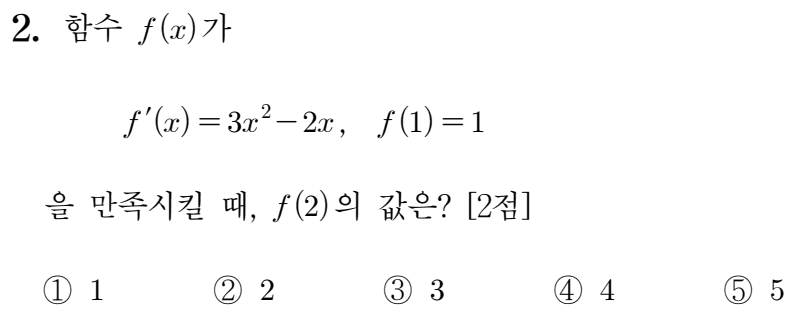 2. 함수 f(x)가
f′(x)=3x²-2x, f(1)=1
을 만족시킬 때, f(2)의 값은? [2점]
① 1 ② 2 ③ 3 ④ 4 ⑤ 5